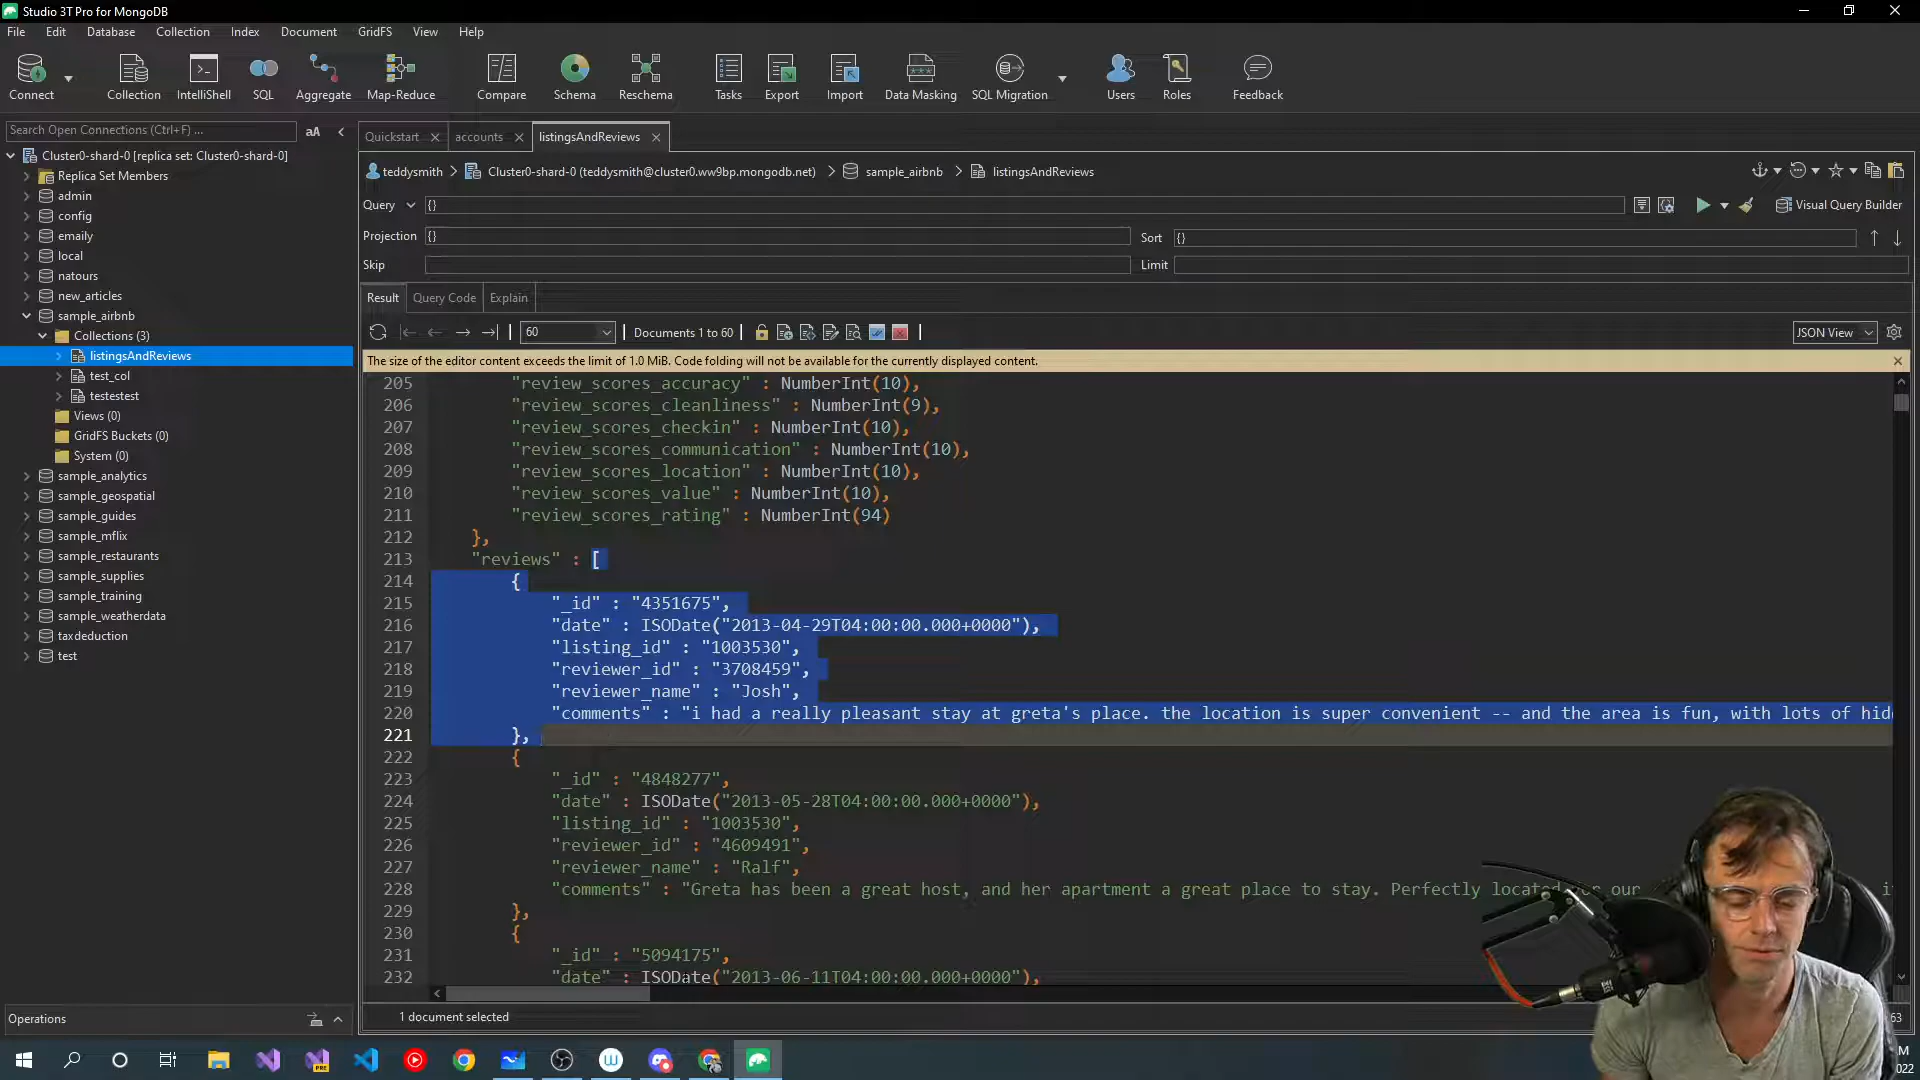 Studio 3T Pro for MongoDB
File Edit Database Collection Index Document GridFS View Help
Connect Collection IntelliShell SQL Aggregate Map-Reduce Compare Schema Reschema Tasks Export Import Data Masking SQL Migration Users Roles Feedback
Search Open Connections (Ctrl+F) ... aA
Cluster0-shard-0 [replica set: Cluster0-shard-0]
Replica Set Members
admin
config
emaily
local
natours
new_articles
sample_airbnb
Collections (3)
listingsAndReviews
test_col
testestest
Views (0)
GridFS Buckets (0)
System (0)
sample_analytics
sample_geospatial
sample_guides
sample_mflix
sample_restaurants
sample_supplies
sample_training
sample_weatherdata
taxdeduction
test
Operations
Quickstart accounts listingsAndReviews
teddysmith Cluster0-shard-0 (teddysmith@cluster0.ww9bp.mongodb.net) sample_airbnb listingsAndReviews
Query {} Visual Query Builder
Projection {} Sort {}
Skip Limit
Result Query Code Explain
60 Documents 1 to 60 JSON View
The size of the editor content exceeds the limit of 1.0 MiB. Code folding will not be available for the currently displayed content.
205 "review_scores_accuracy" : NumberInt(10),
206 "review_scores_cleanliness" : NumberInt(9),
207 "review_scores_checkin" : NumberInt(10),
208 "review_scores_communication" : NumberInt(10),
209 "review_scores_location" : NumberInt(10),
210 "review_scores_value" : NumberInt(10),
211 "review_scores_rating" : NumberInt(94)
212 },
213 "reviews" : [
214 {
215 "_id" : "4351675",
216 "date" : ISODate("2013-04-29T04:00:00.000+0000"),
217 "listing_id" : "1003530",
218 "reviewer_id" : "3708459",
219 "reviewer_name" : "Josh",
220 "comments" : "i had a really pleasant stay at greta's place. the location is super convenient -- and the area is fun, with lots of hid
221 },
222 {
223 "_id" : "4848277",
224 "date" : ISODate("2013-05-28T04:00:00.000+0000"),
225 "listing_id" : "1003530",
226 "reviewer_id" : "4609491",
227 "reviewer_name" : "Ralf",
228 "comments" : "Greta has been a great host, and her apartment a great place to stay. Perfectly located for our
229 },
230 {
231 "_id" : "5094175",
232 "date" : ISODate("2013-06-11T04:00:00.000+0000"),
1 document selected
63
M
022